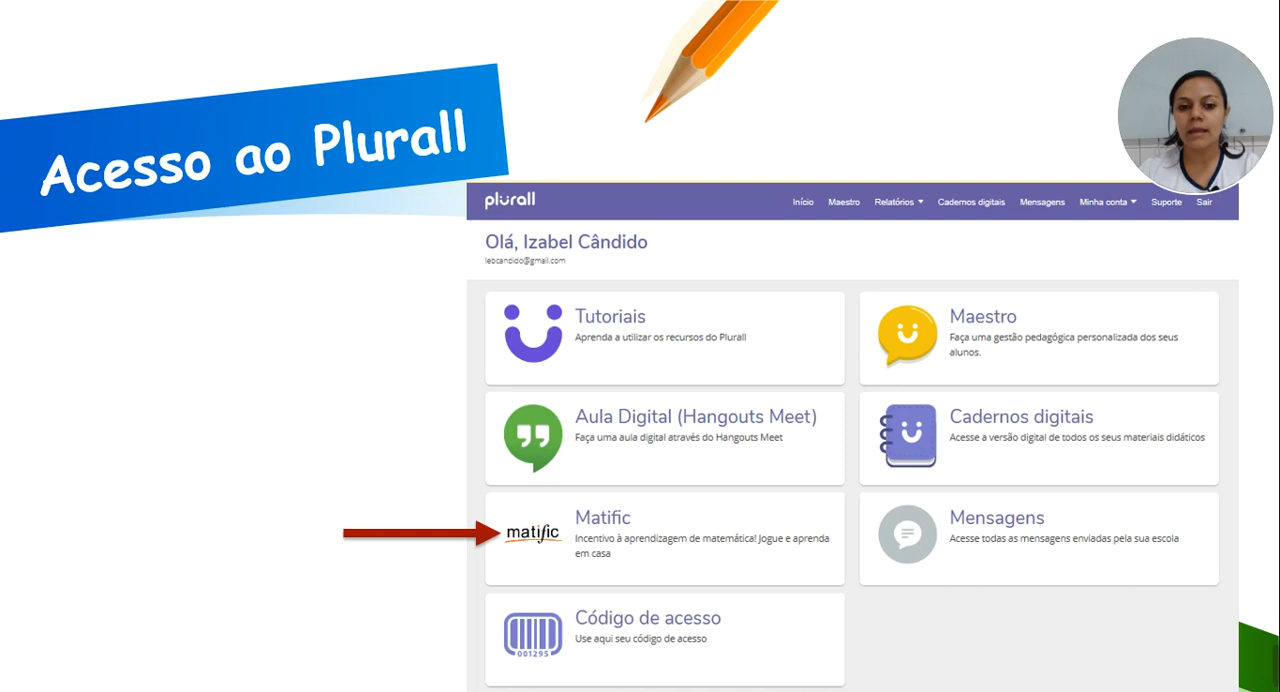 Acesso ao Plurall
plurall
Início Maestro Relatórios Cadernos digitais Mensagens Minha conta Suporte Sair
Olá, Izabel Cândido
lebcandido@gmail.com
Tutoriais
Aprenda a utilizar os recursos do Plurall
Maestro
Faça uma gestão pedagógica personalizada dos seus
alunos.
Aula Digital (Hangouts Meet)
Faça uma aula digital através do Hangouts Meet
Cadernos digitais
Acesse a versão digital de todos os seus materiais didáticos
matific
Matific
Incentivo à aprendizagem de matemática! Jogue e aprenda
em casa
Mensagens
Acesse todas as mensagens enviadas pela sua escola
001295
Código de acesso
Use aqui seu código de acesso